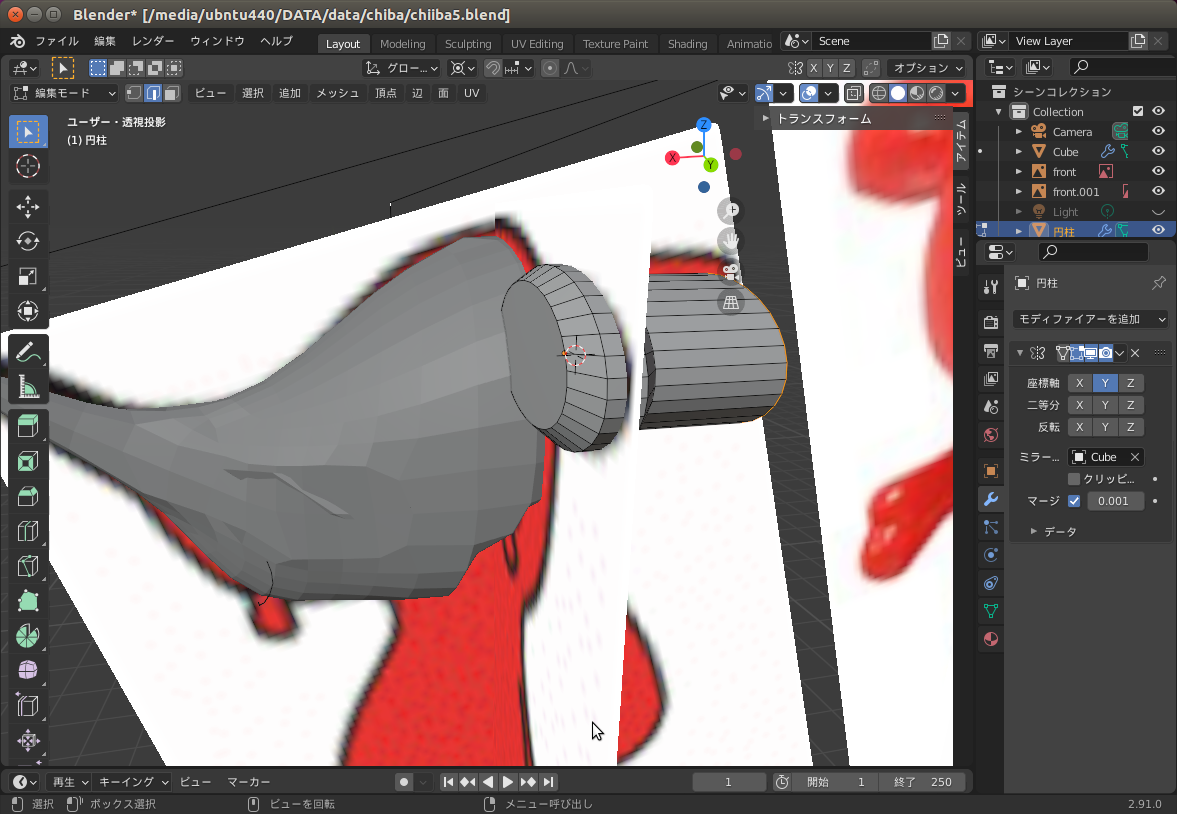 Blender* [/media/ubntu440/DATA/data/chiba/chiiba5.blend]
ファイル 編集 レンダー ウィンドウ ヘルプ Layout Modeling Sculpting UV Editing Texture Paint Shading Animatio Scene View Layer
グロー... X Y Z オプション
編集モード ビュー 選択 追加 メッシュ 頂点 辺 面 UV
シーンコレクション
Collection
Camera
Cube
front
front.001
Light
円柱
ユーザー・透視投影
(1) 円柱
トランスフォーム
アイテム
ツール
ビュー
Z
X
Y
円柱
モディファイアーを追加
座標軸 X Y Z
二等分 X Y Z
反転 X Y Z
ミラー... Cube
クリッピ...
マージ 0.001
データ
再生 キーイング ビュー マーカー 1 開始 1 終了 250
選択 ボックス選択 ビューを回転 メニュー呼び出し 2.91.0